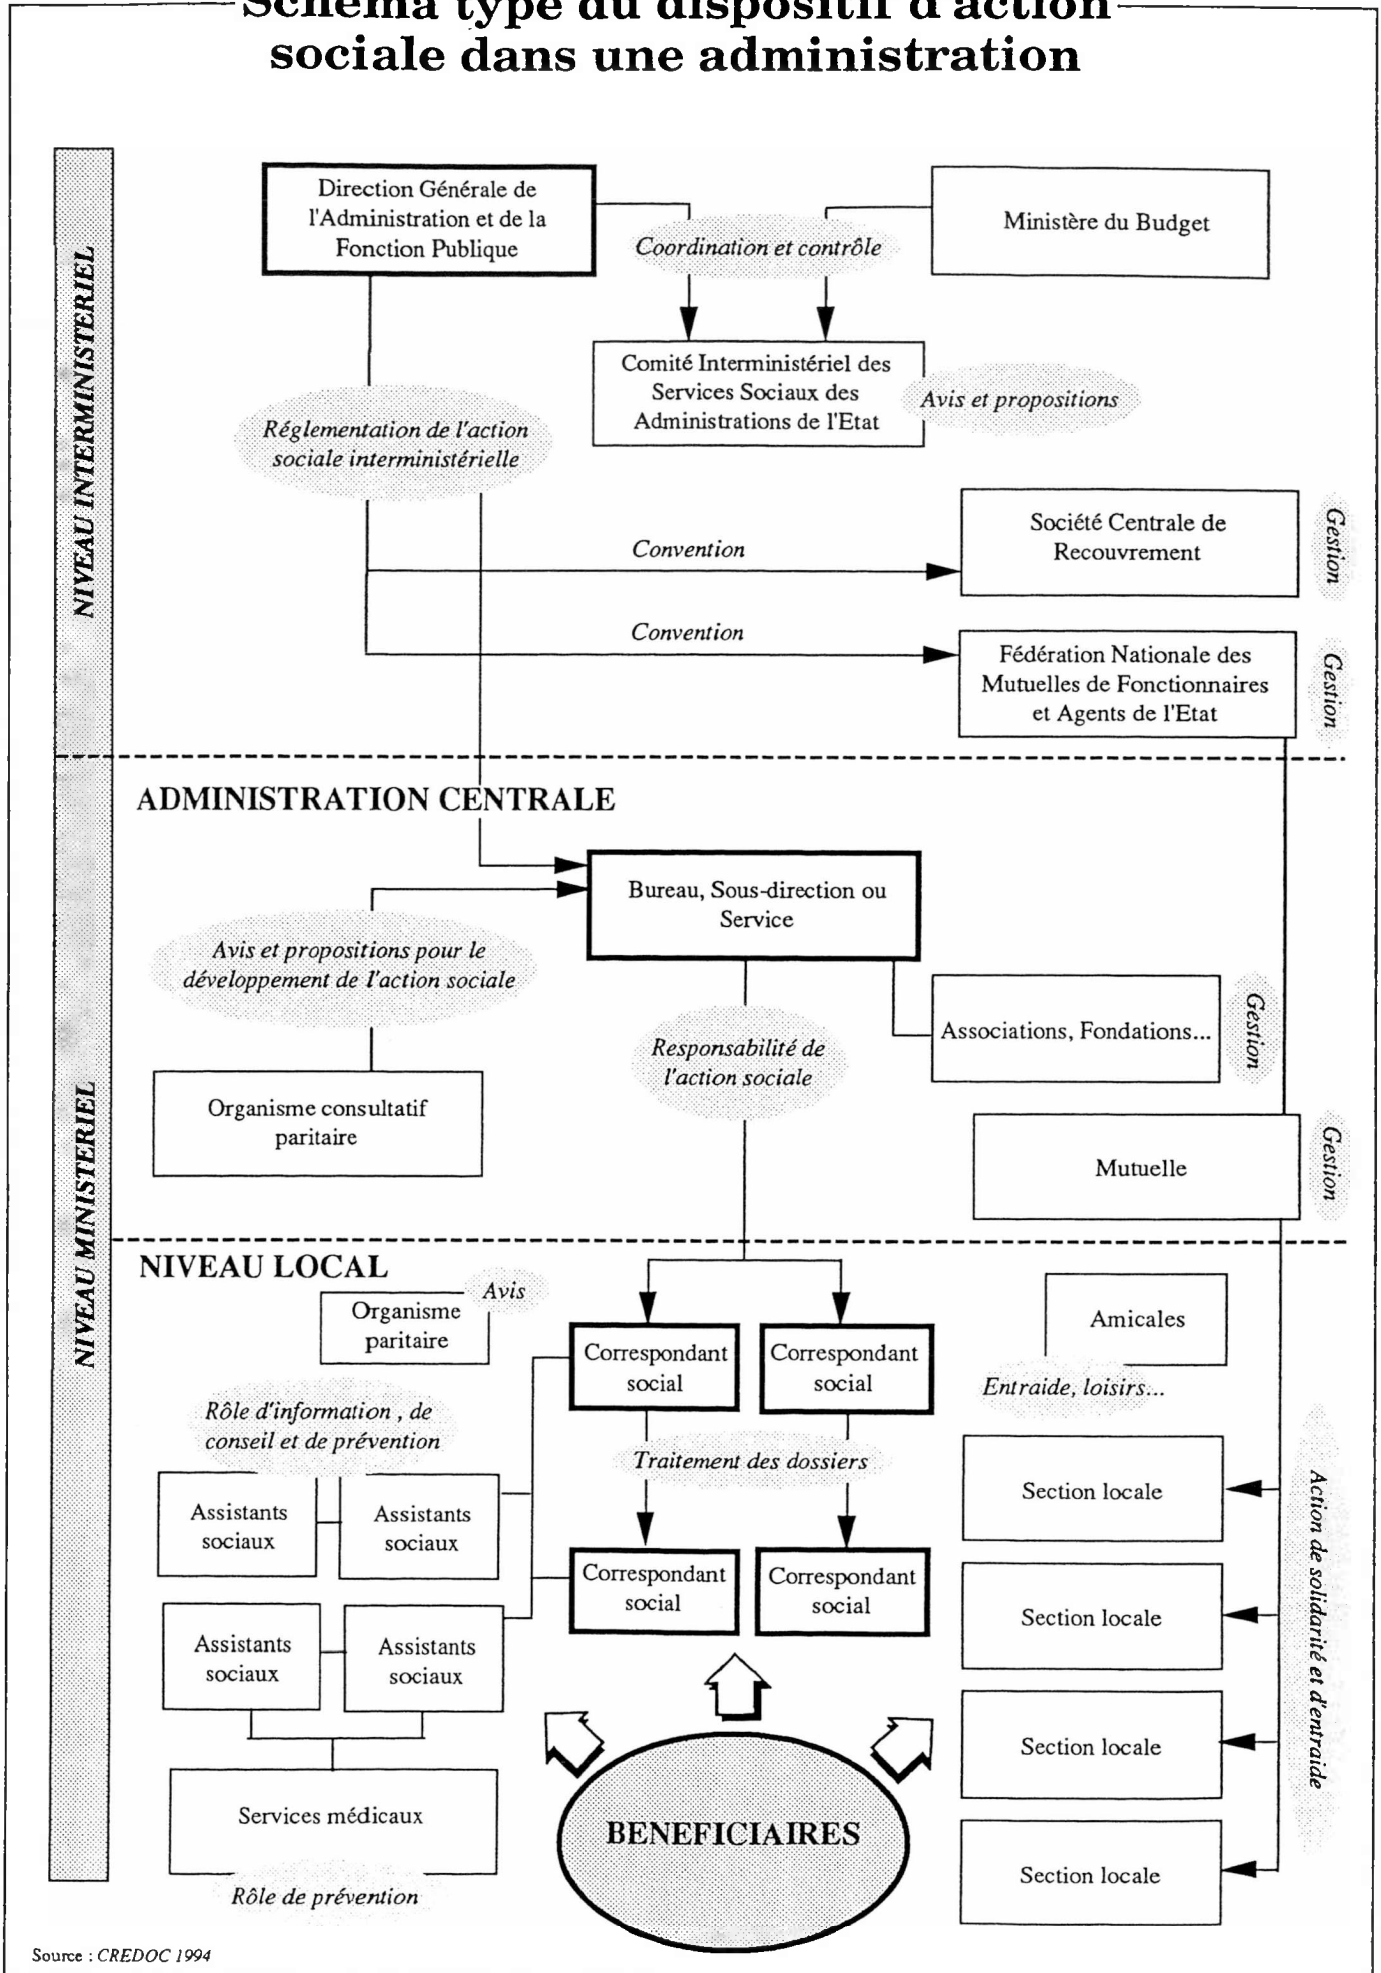 Schéma type du dispositif d'action
sociale dans une administration
NIVEAU INTERMINISTERIEL
Direction Générale de
l'Administration et de la
Fonction Publique
Coordination et contrôle
Ministère du Budget
Comité Interministériel des
Services Sociaux des
Administrations de l'Etat
Avis et propositions
Réglementation de l'action
sociale interministérielle
Convention
Société Centrale de
Recouvrement
Gestion
Convention
Fédération Nationale des
Mutuelles de Fonctionnaires
et Agents de l'Etat
Gestion
NIVEAU MINISTERIEL
ADMINISTRATION CENTRALE
Bureau, Sous-direction ou
Service
Avis et propositions pour le
développement de l'action sociale
Organisme consultatif
paritaire
Responsabilité de
l'action sociale
Associations, Fondations...
Gestion
Mutuelle
Gestion
NIVEAU LOCAL
Avis
Organisme
paritaire
Correspondant
social
Correspondant
social
Amicales
Entraide, loisirs...
Rôle d'information , de
conseil et de prévention
Traitement des dossiers
Assistants
sociaux
Assistants
sociaux
Correspondant
social
Correspondant
social
Assistants
sociaux
Assistants
sociaux
Services médicaux
Rôle de prévention
BENEFICIAIRES
Section locale
Section locale
Section locale
Section locale
Action de solidarité et d'entraide
Source : CREDOC 1994